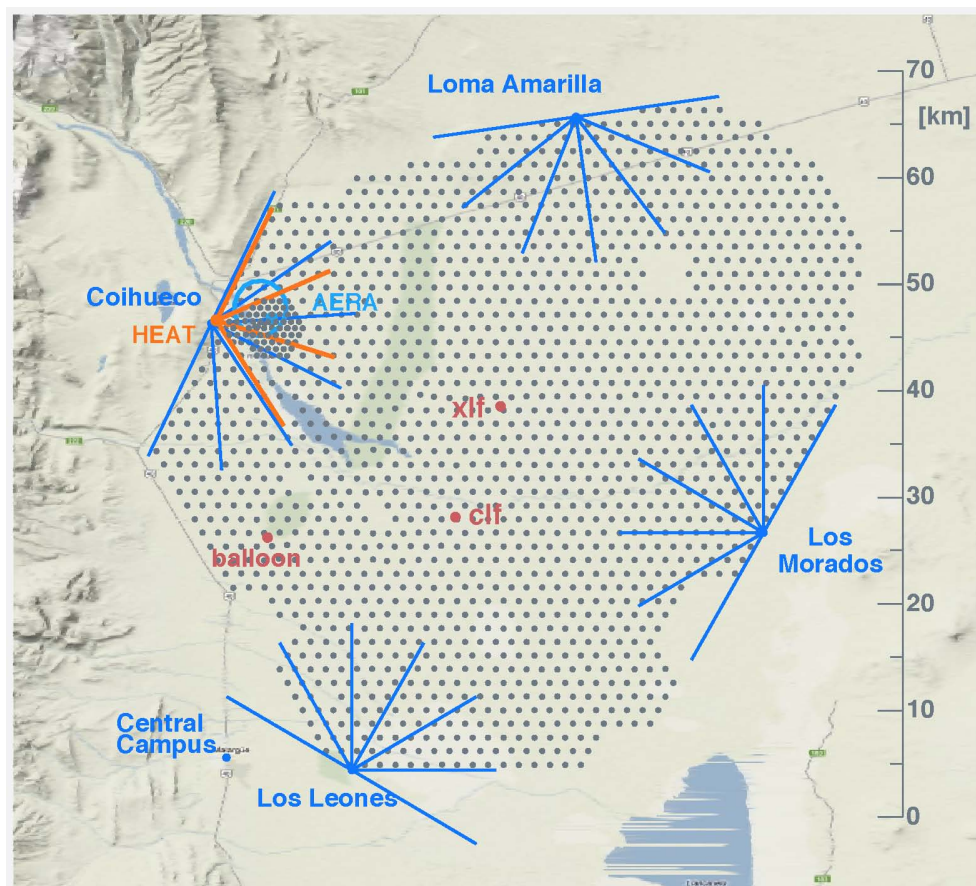 70
Loma Amarilla
[km]
60
50
Coihueco
AERA
HEAT
40
xlf
30
clf
balloon
Los
Morados
20
10
Central
Campus
Los Leones
0